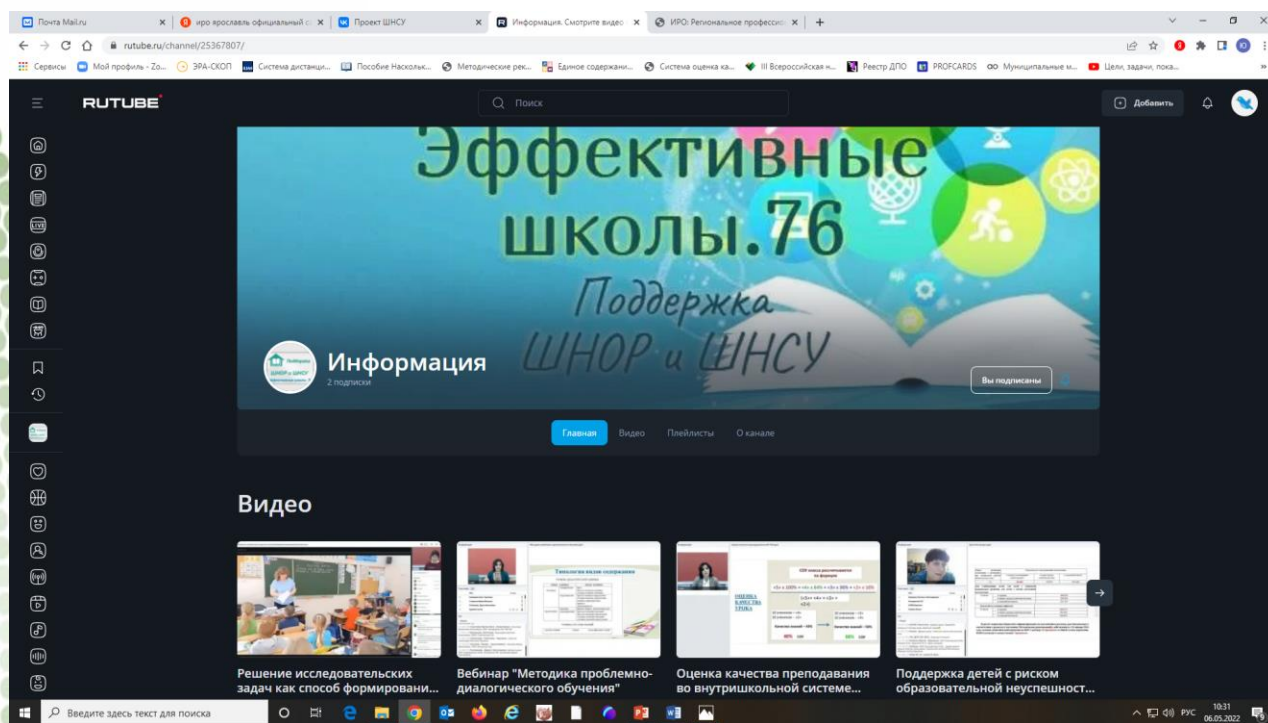 Почта Mail.ru
иро ярославль официальный с
Проект ШНСУ
Информация. Смотрите видео
ИРО: Региональное профессио
rutube.ru/channel/25367807/
Сервисы
Мой профиль - Zo...
ЭРА-СКОП
Система дистанци...
Пособие Наскольк...
Методические рек...
Единое содержани...
Система оценка ка...
III Всероссийская н...
Реестр ДПО
PROFCARDS
Муниципальные м...
Цели, задачи, пока...
RUTUBE
Поиск
Добавить
LIVE
Эффективные
школы.76
Поддержка
ШНОР и ШНСУ
Информация
2 подписки
Вы подписаны
Главная
Видео
Плейлисты
О канале
Видео
ОЦЕНКА
КАЧЕСТВА
УРОКА
Решение исследовательских
задач как способ формировани...
Вебинар "Методика проблемно-
диалогического обучения"
Оценка качества преподавания
во внутришкольной системе...
Поддержка детей с риском
образовательной неуспешност...
Введите здесь текст для поиска
РУС
10:31
06.05.2022